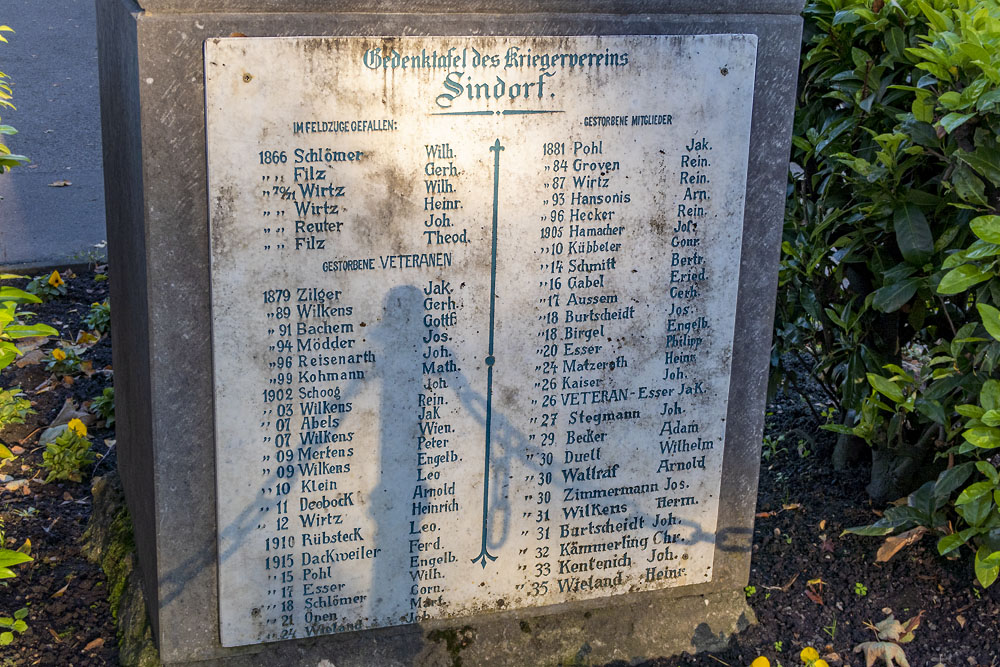 Gedenktafel des Kriegervereins
Sindorf.
IM FELDZUGE GEFALLEN:
1866 Schlömer Wilh.
„ Filz Gerh.
„ 70/71 Wirtz Wilh.
„ „ Wirtz Heinr.
„ „ Reuter Joh.
„ „ Filz Theod.
GESTORBENE VETERANEN
1879 Zilger Jak.
„ 89 Wilkens Gerh.
„ 91 Bachem Gottf.
„ 94 Mödder Jos.
„ 96 Reisenarth Joh.
„ 99 Kohmann Math.
1902 Schoog Joh.
„ 03 Wilkens Rein.
„ 07 Abels Jak
„ 07 Wilkens Wien.
„ 09 Mertens Peter
„ 09 Wilkens Engelb.
„ 10 Klein Leo
„ 11 Deobock Arnold
„ 12 Wirtz Heinrich
1910 Rübsteck Leo.
1915 Dackweiler Ferd.
„ 15 Pohl Engelb.
„ 17 Esser Wilh.
„ 18 Schlömer Corn.
„ 21 Öpen Mart.
„ 24 Wieland Joh.
GESTORBENE MITGLIEDER
1881 Pohl Jak.
„ 84 Groven Rein.
„ 87 Wirtz Rein.
„ 93 Hansonis Arn.
„ 96 Hecker Rein.
1905 Hamacher Jos.
„ 10 Kübbeler Conr.
„ 14 Schmitt Bertr.
„ 16 Gabel Fried.
„ 17 Aussem Gerh.
„ 18 Burtscheidt Jos.
„ 18 Birgel Engelb.
„ 20 Esser Philipp
„ 24 Matzerath Heinr.
„ 26 Kaiser Joh.
„ 26 VETERAN - Esser Jak.
„ 27 Stegmann Joh.
„ 29 Becker Adam
„ 30 Duell Wilhelm
„ 30 Wallraf Arnold
„ 30 Zimmermann Jos.
„ 31 Wilkens Herm.
„ 31 Burtscheidt Joh.
„ 32 Kämmerling Chr.
„ 33 Kentenich Joh.
„ 35 Wieland Heinr.